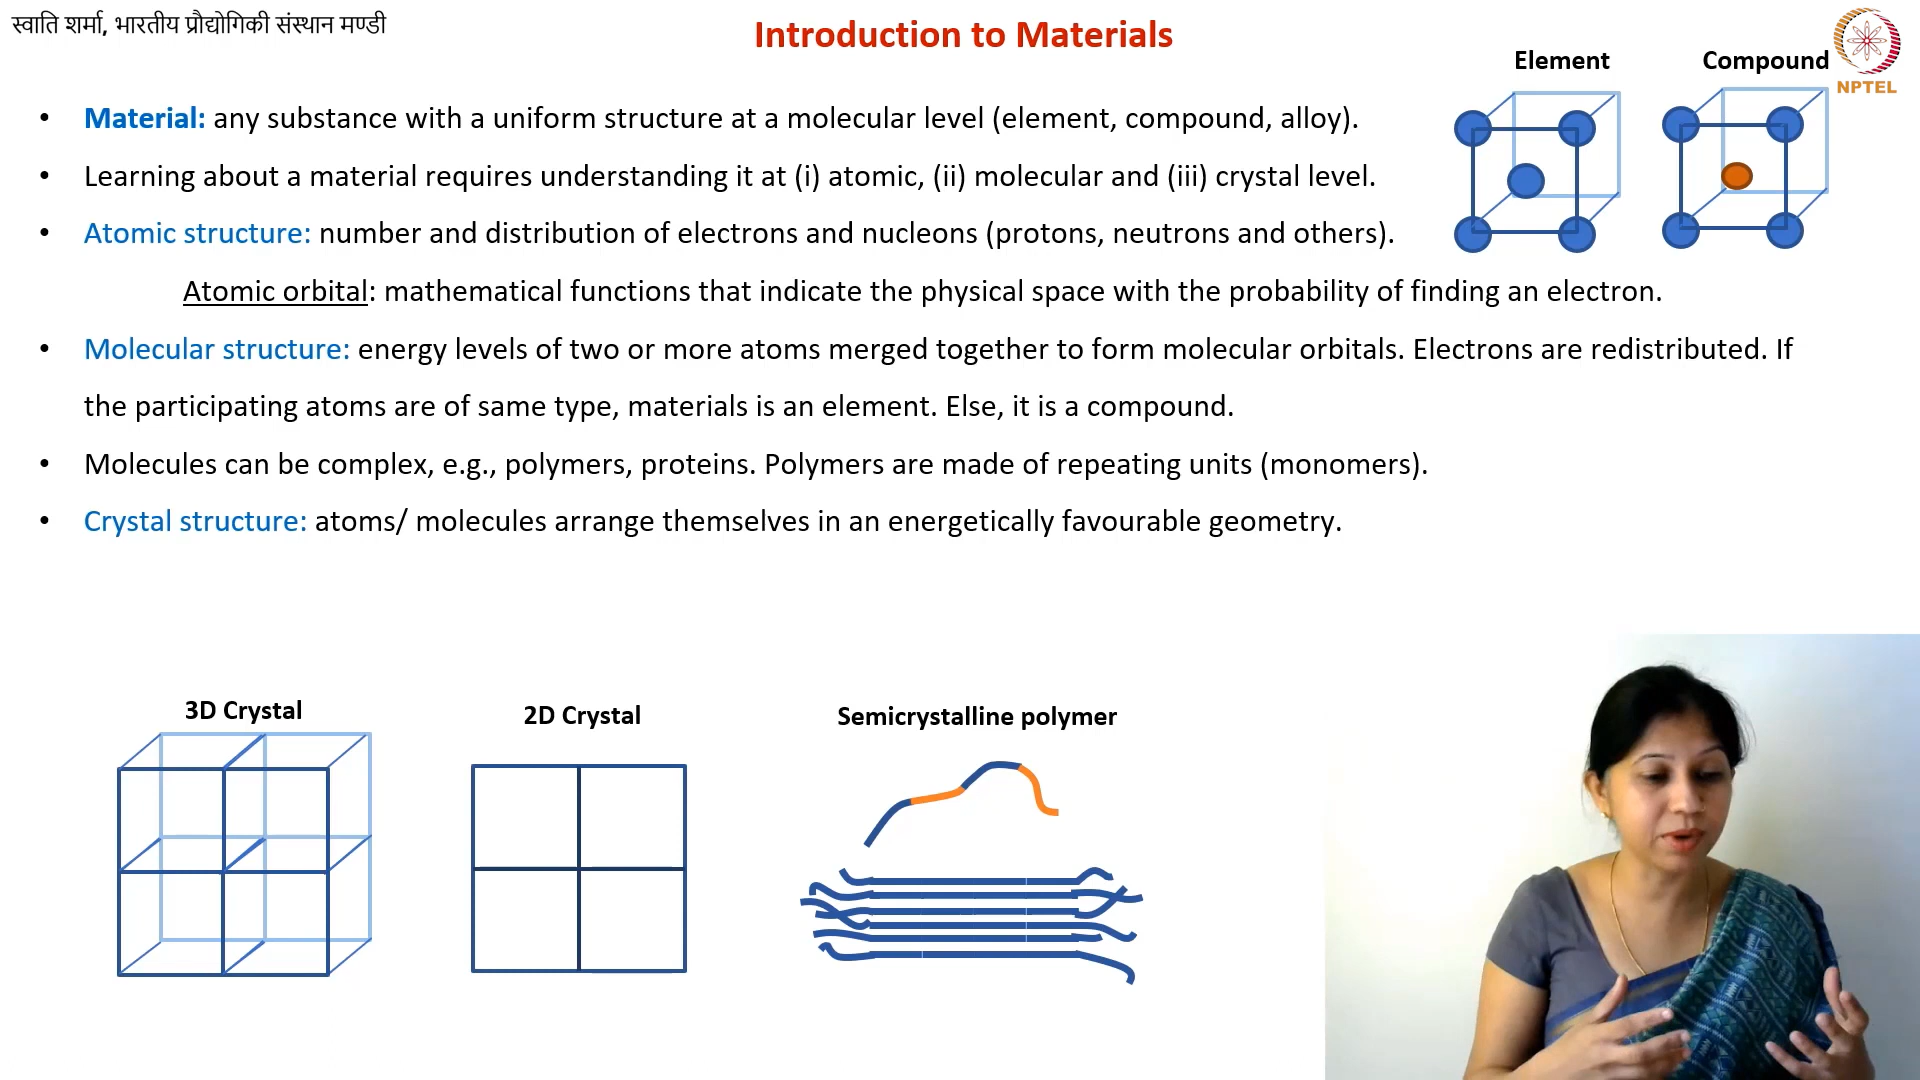 स्वाति शर्मा, भारतीय प्रौद्योगिकी संस्थान मण्डी
Introduction to Materials
Element
Compound
NPTEL
• Material: any substance with a uniform structure at a molecular level (element, compound, alloy).
• Learning about a material requires understanding it at (i) atomic, (ii) molecular and (iii) crystal level.
• Atomic structure: number and distribution of electrons and nucleons (protons, neutrons and others).
Atomic orbital: mathematical functions that indicate the physical space with the probability of finding an electron.
• Molecular structure: energy levels of two or more atoms merged together to form molecular orbitals. Electrons are redistributed. If
the participating atoms are of same type, materials is an element. Else, it is a compound.
• Molecules can be complex, e.g., polymers, proteins. Polymers are made of repeating units (monomers).
• Crystal structure: atoms/ molecules arrange themselves in an energetically favourable geometry.
3D Crystal
2D Crystal
Semicrystalline polymer